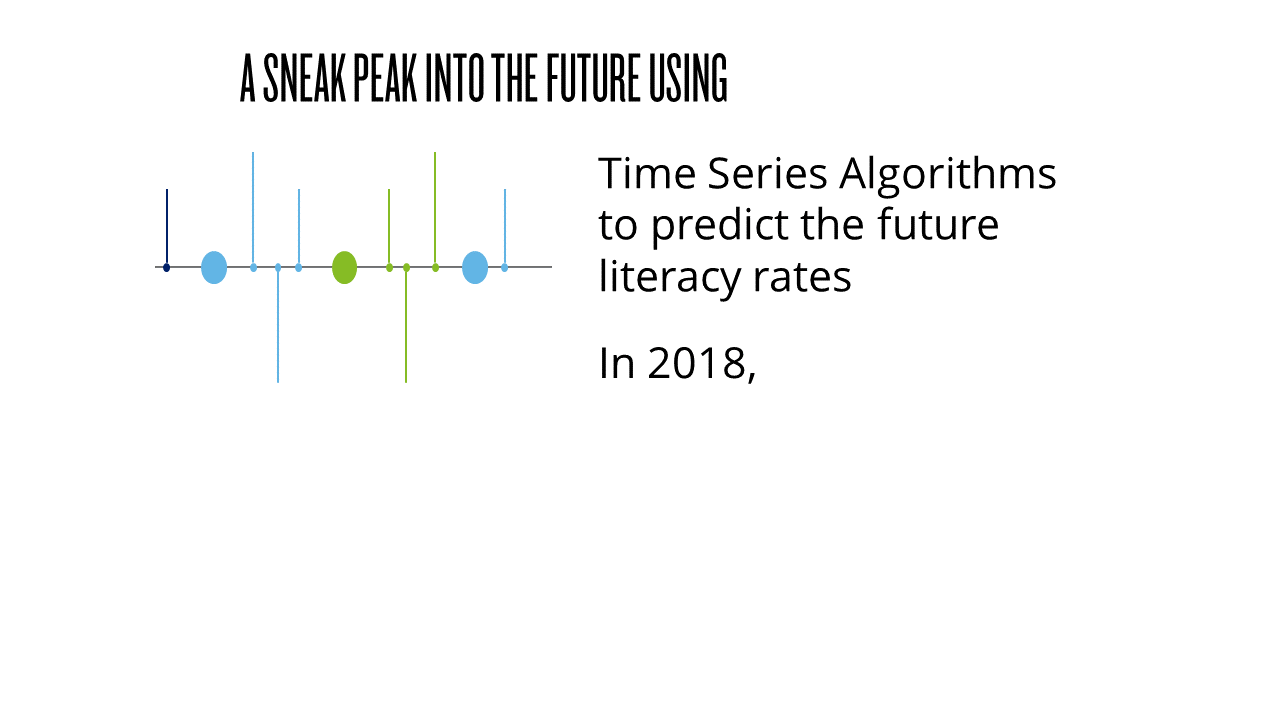 A SNEAK PEAK INTO THE FUTURE USING
Time Series Algorithms
to predict the future
literacy rates
In 2018,